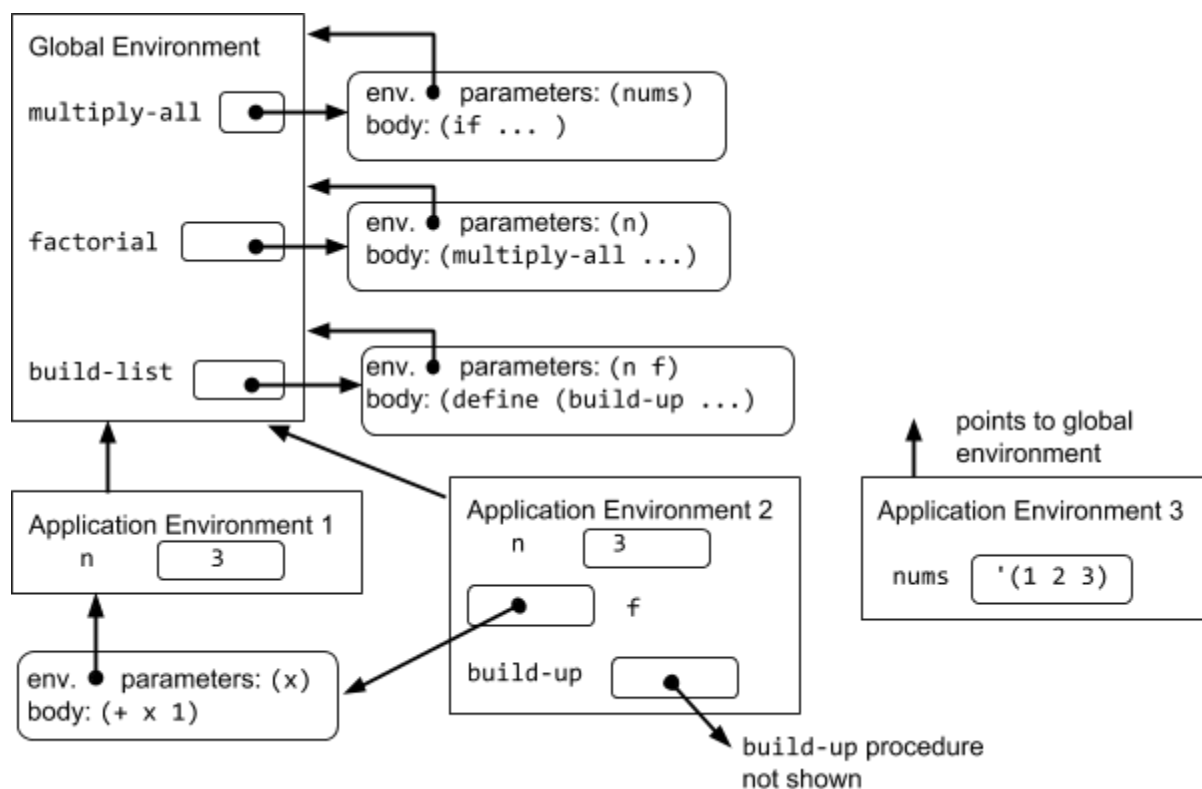 Global Environment
multiply-all
env. parameters: (nums)
body: (if ... )
factorial
env. parameters: (n)
body: (multiply-all ...)
build-list
env. parameters: (n f)
body: (define (build-up ...)
points to global
environment
Application Environment 1
n 3
env. parameters: (x)
body: (+ x 1)
Application Environment 2
n 3
f
build-up
build-up procedure
not shown
Application Environment 3
nums '(1 2 3)